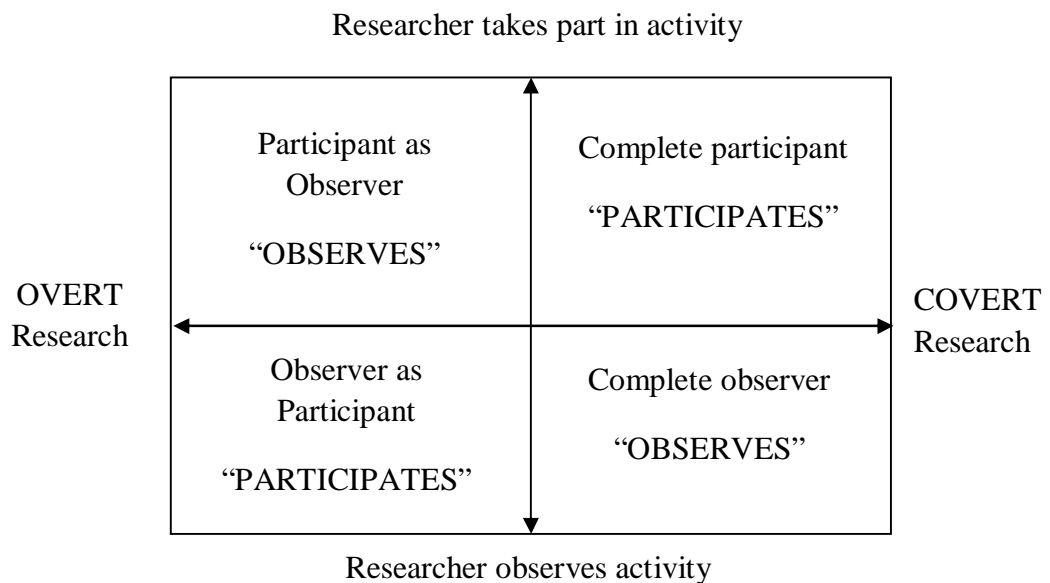 Researcher takes part in activity
Participant as
Observer
“OBSERVES”
Complete participant
“PARTICIPATES”
OVERT
Research
COVERT
Research
Observer as
Participant
“PARTICIPATES”
Complete observer
“OBSERVES”
Researcher observes activity